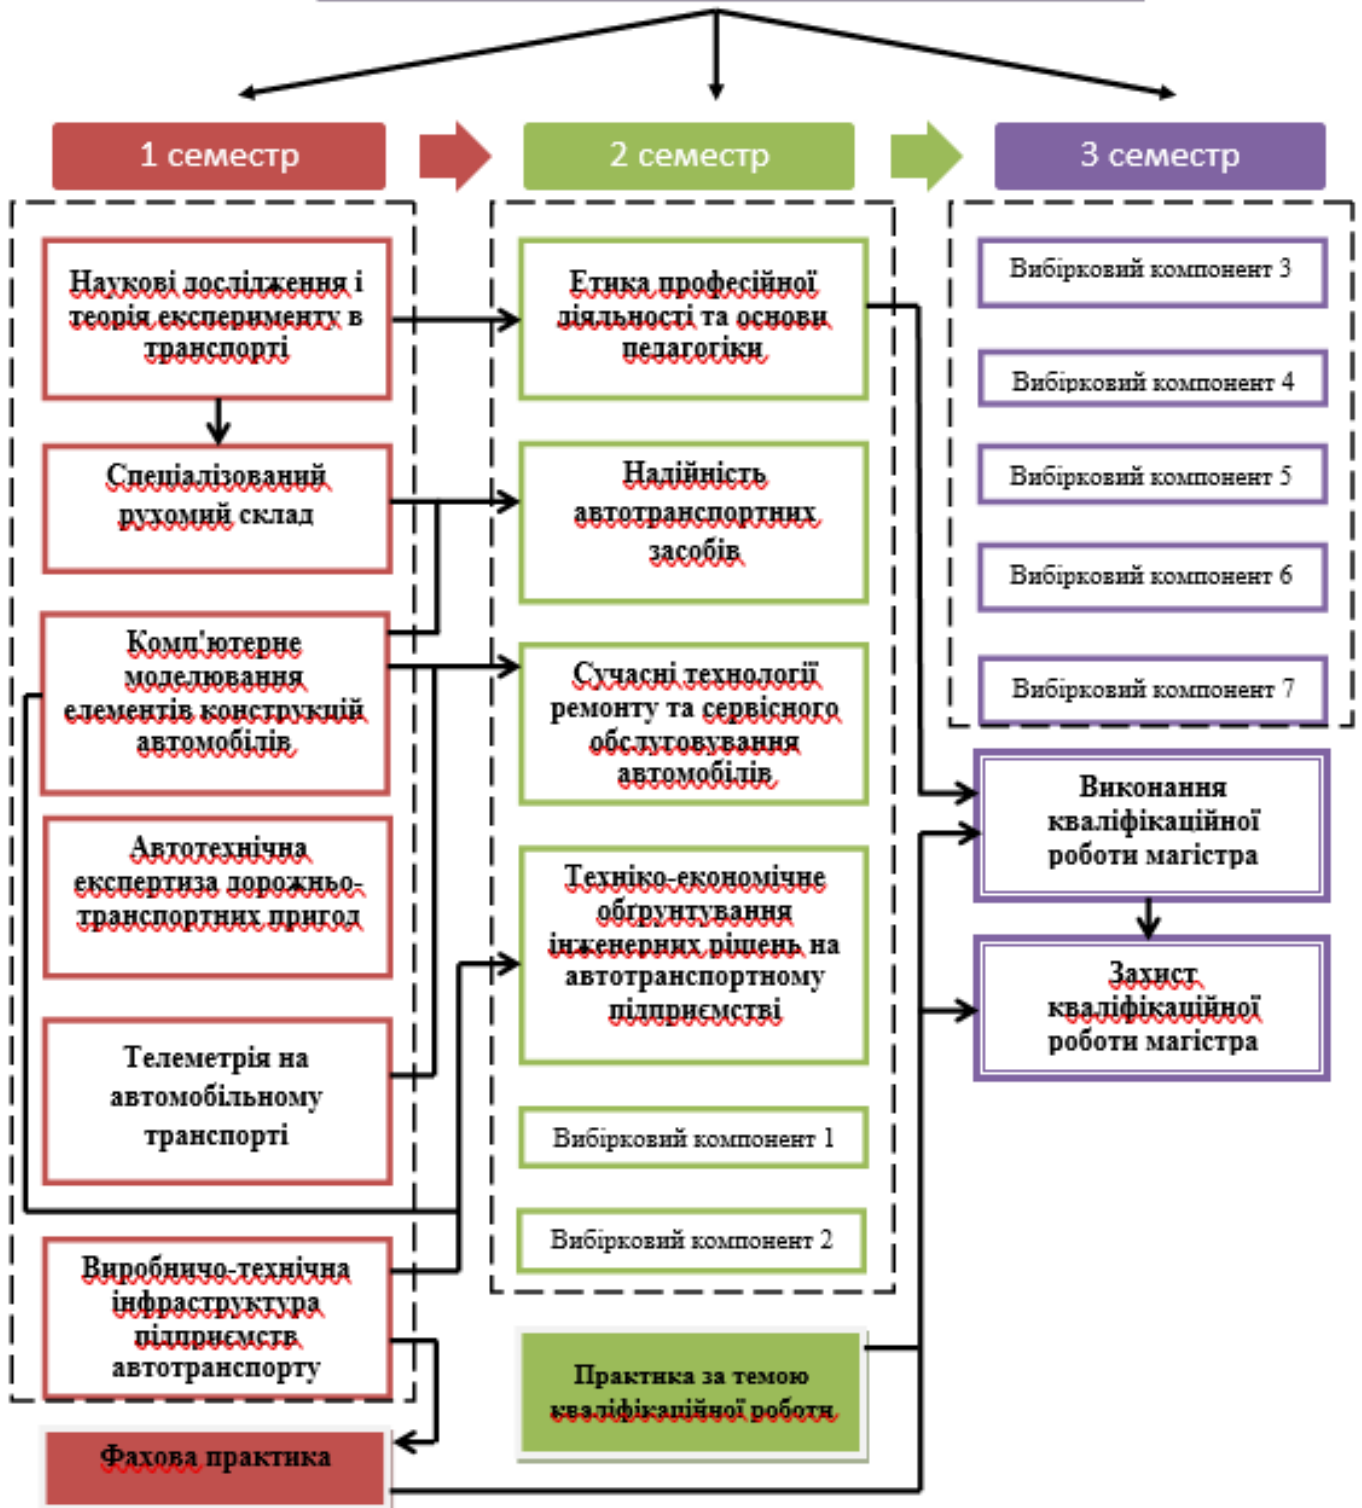 1 семестр
2 семестр
3 семестр
Наукові дослідження і
теорія експерименту в
транспорті
Спеціалізований
рухомий склад
Комп'ютерне
моделювання
елементів конструкцій
автомобілів
Автотехнічна
експертиза дорожньо-
транспортних пригод
Телеметрія на
автомобільному
транспорті
Виробничо-технічна
інфраструктура
підприємств
автотранспорту
Фахова практика
Етика професійної
діяльності та основи
педагогіки
Надійність
автотранспортних
засобів
Сучасні технології
ремонту та сервісного
обслуговування
автомобілів
Техніко-економічне
обґрунтування
інженерних рішень на
автотранспортному
підприємстві
Вибірковий компонент 1
Вибірковий компонент 2
Практика за темою
кваліфікаційної роботи
Вибірковий компонент 3
Вибірковий компонент 4
Вибірковий компонент 5
Вибірковий компонент 6
Вибірковий компонент 7
Виконання
кваліфікаційної
роботи магістра
Захист
кваліфікаційної
роботи магістра